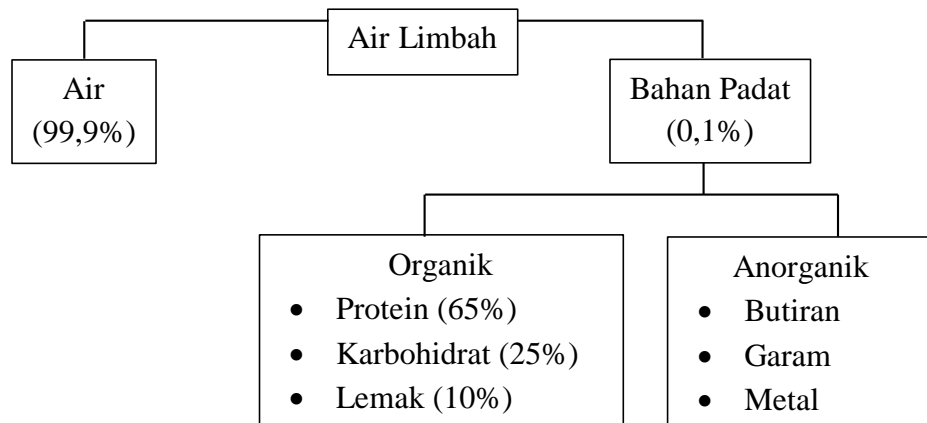 Air Limbah
Air
(99,9%)
Bahan Padat
(0,1%)
Organik
• Protein (65%)
• Karbohidrat (25%)
• Lemak (10%)
Anorganik
• Butiran
• Garam
• Metal